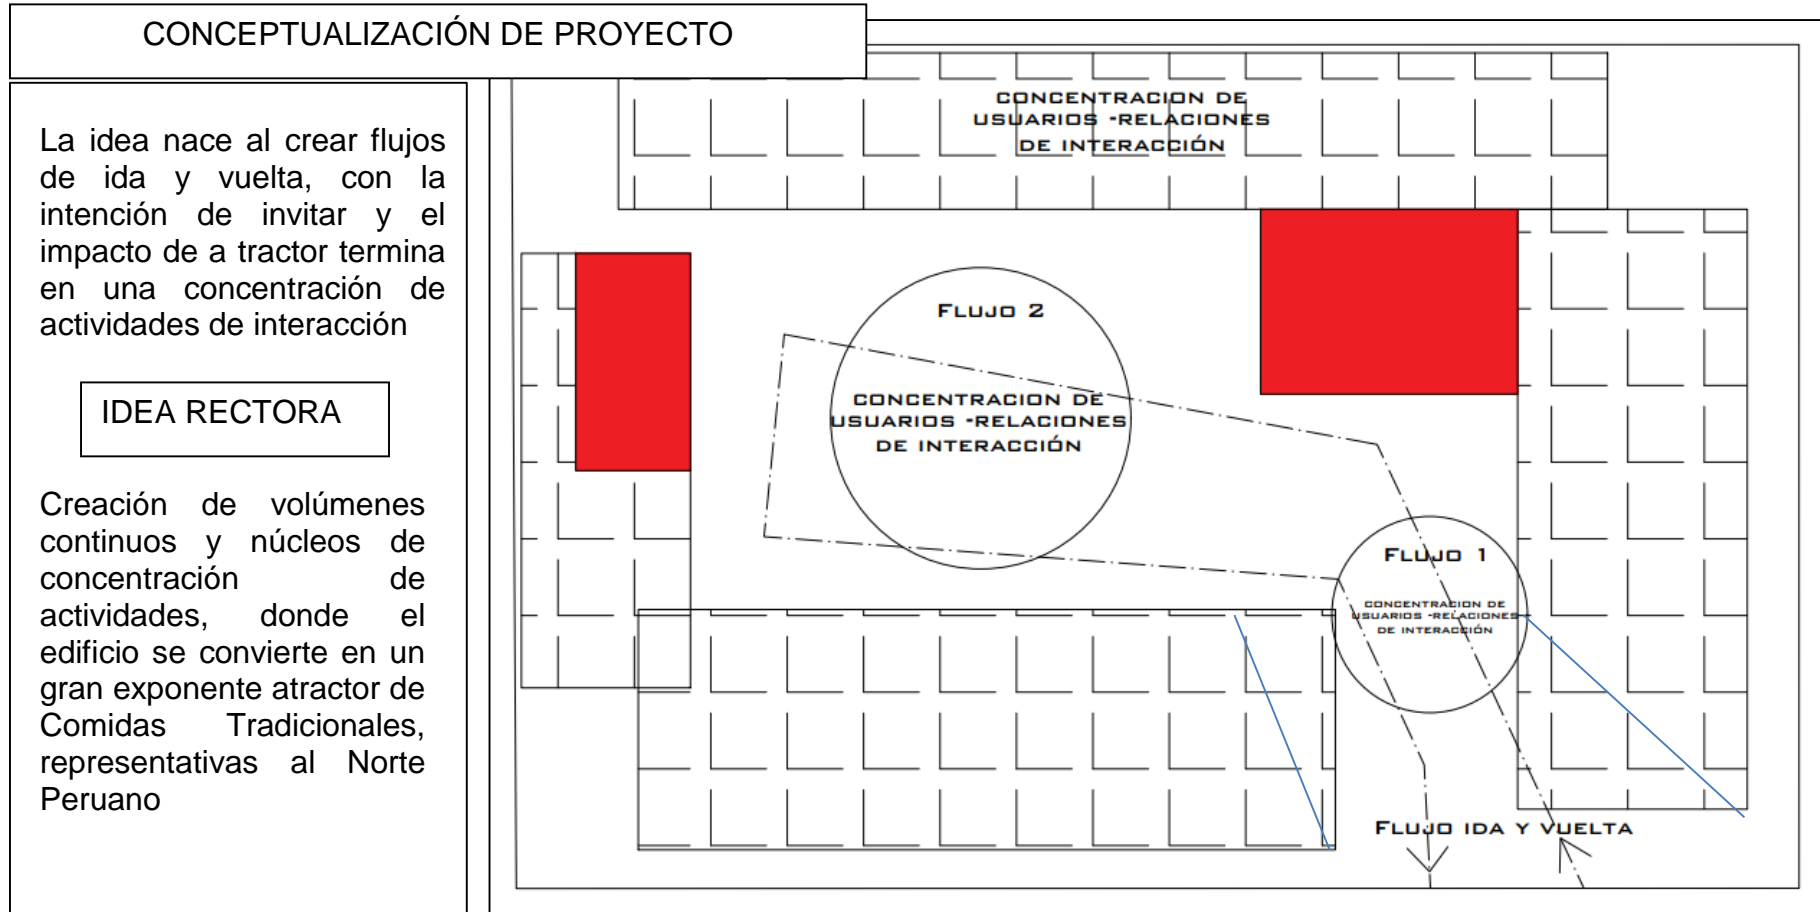 CONCEPTUALIZACIÓN DE PROYECTO
La idea nace al crear flujos
de ida y vuelta, con la
intención de invitar y el
impacto de a tractor termina
en una concentración de
actividades de interacción
IDEA RECTORA
Creación de volúmenes
continuos y núcleos de
concentración de
actividades, donde el
edificio se convierte en un
gran exponente atractor de
Comidas Tradicionales,
representativas al Norte
Peruano
CONCENTRACION DE
USUARIOS -RELACIONES
DE INTERACCIÓN
FLUJO 2
CONCENTRACION DE
USUARIOS -RELACIONES
DE INTERACCIÓN
FLUJO 1
CONCENTRACION DE
USUARIOS -RELACIONES
DE INTERACCIÓN
FLUJO IDA Y VUELTA